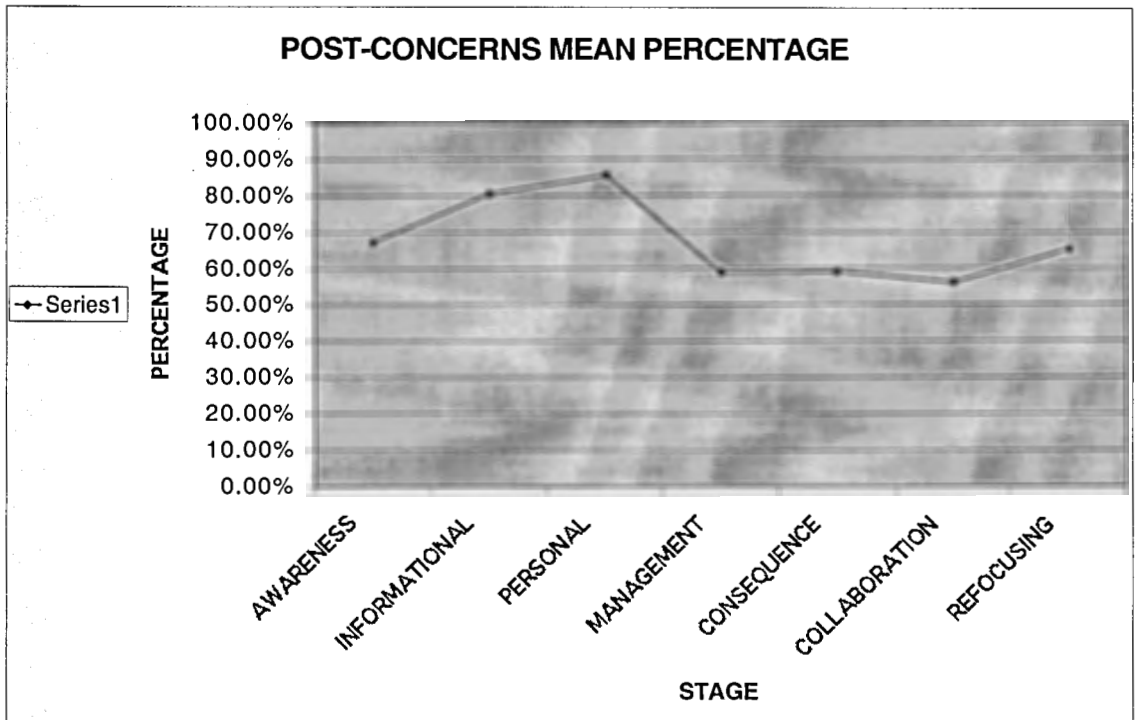 POST-CONCERNS MEAN PERCENTAGE
100.00%
90.00%
80.00%
70.00%
60.00%
50.00%
40.00%
30.00%
20.00%
10.00%
0.00%
PERCENTAGE
Series1
AWARENESS
INFORMATIONAL
PERSONAL
MANAGEMENT
CONSEQUENCE
COLLABORATION
REFOCUSING
STAGE